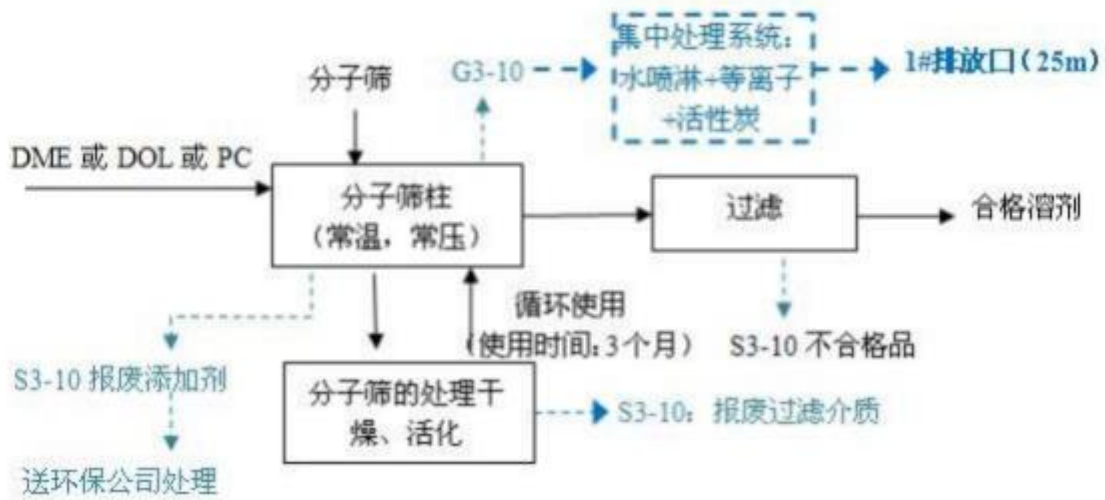 集中处理系统：
水喷淋+等离子
+活性炭
G3-10
1#排放口（25m）
分子筛
DME 或 DOL 或 PC
分子筛柱
（常温，常压）
过滤
合格溶剂
循环使用
（使用时间：3个月）
S3-10 不合格品
S3-10 报废添加剂
分子筛的处理干
燥、活化
S3-10：报废过滤介质
送环保公司处理